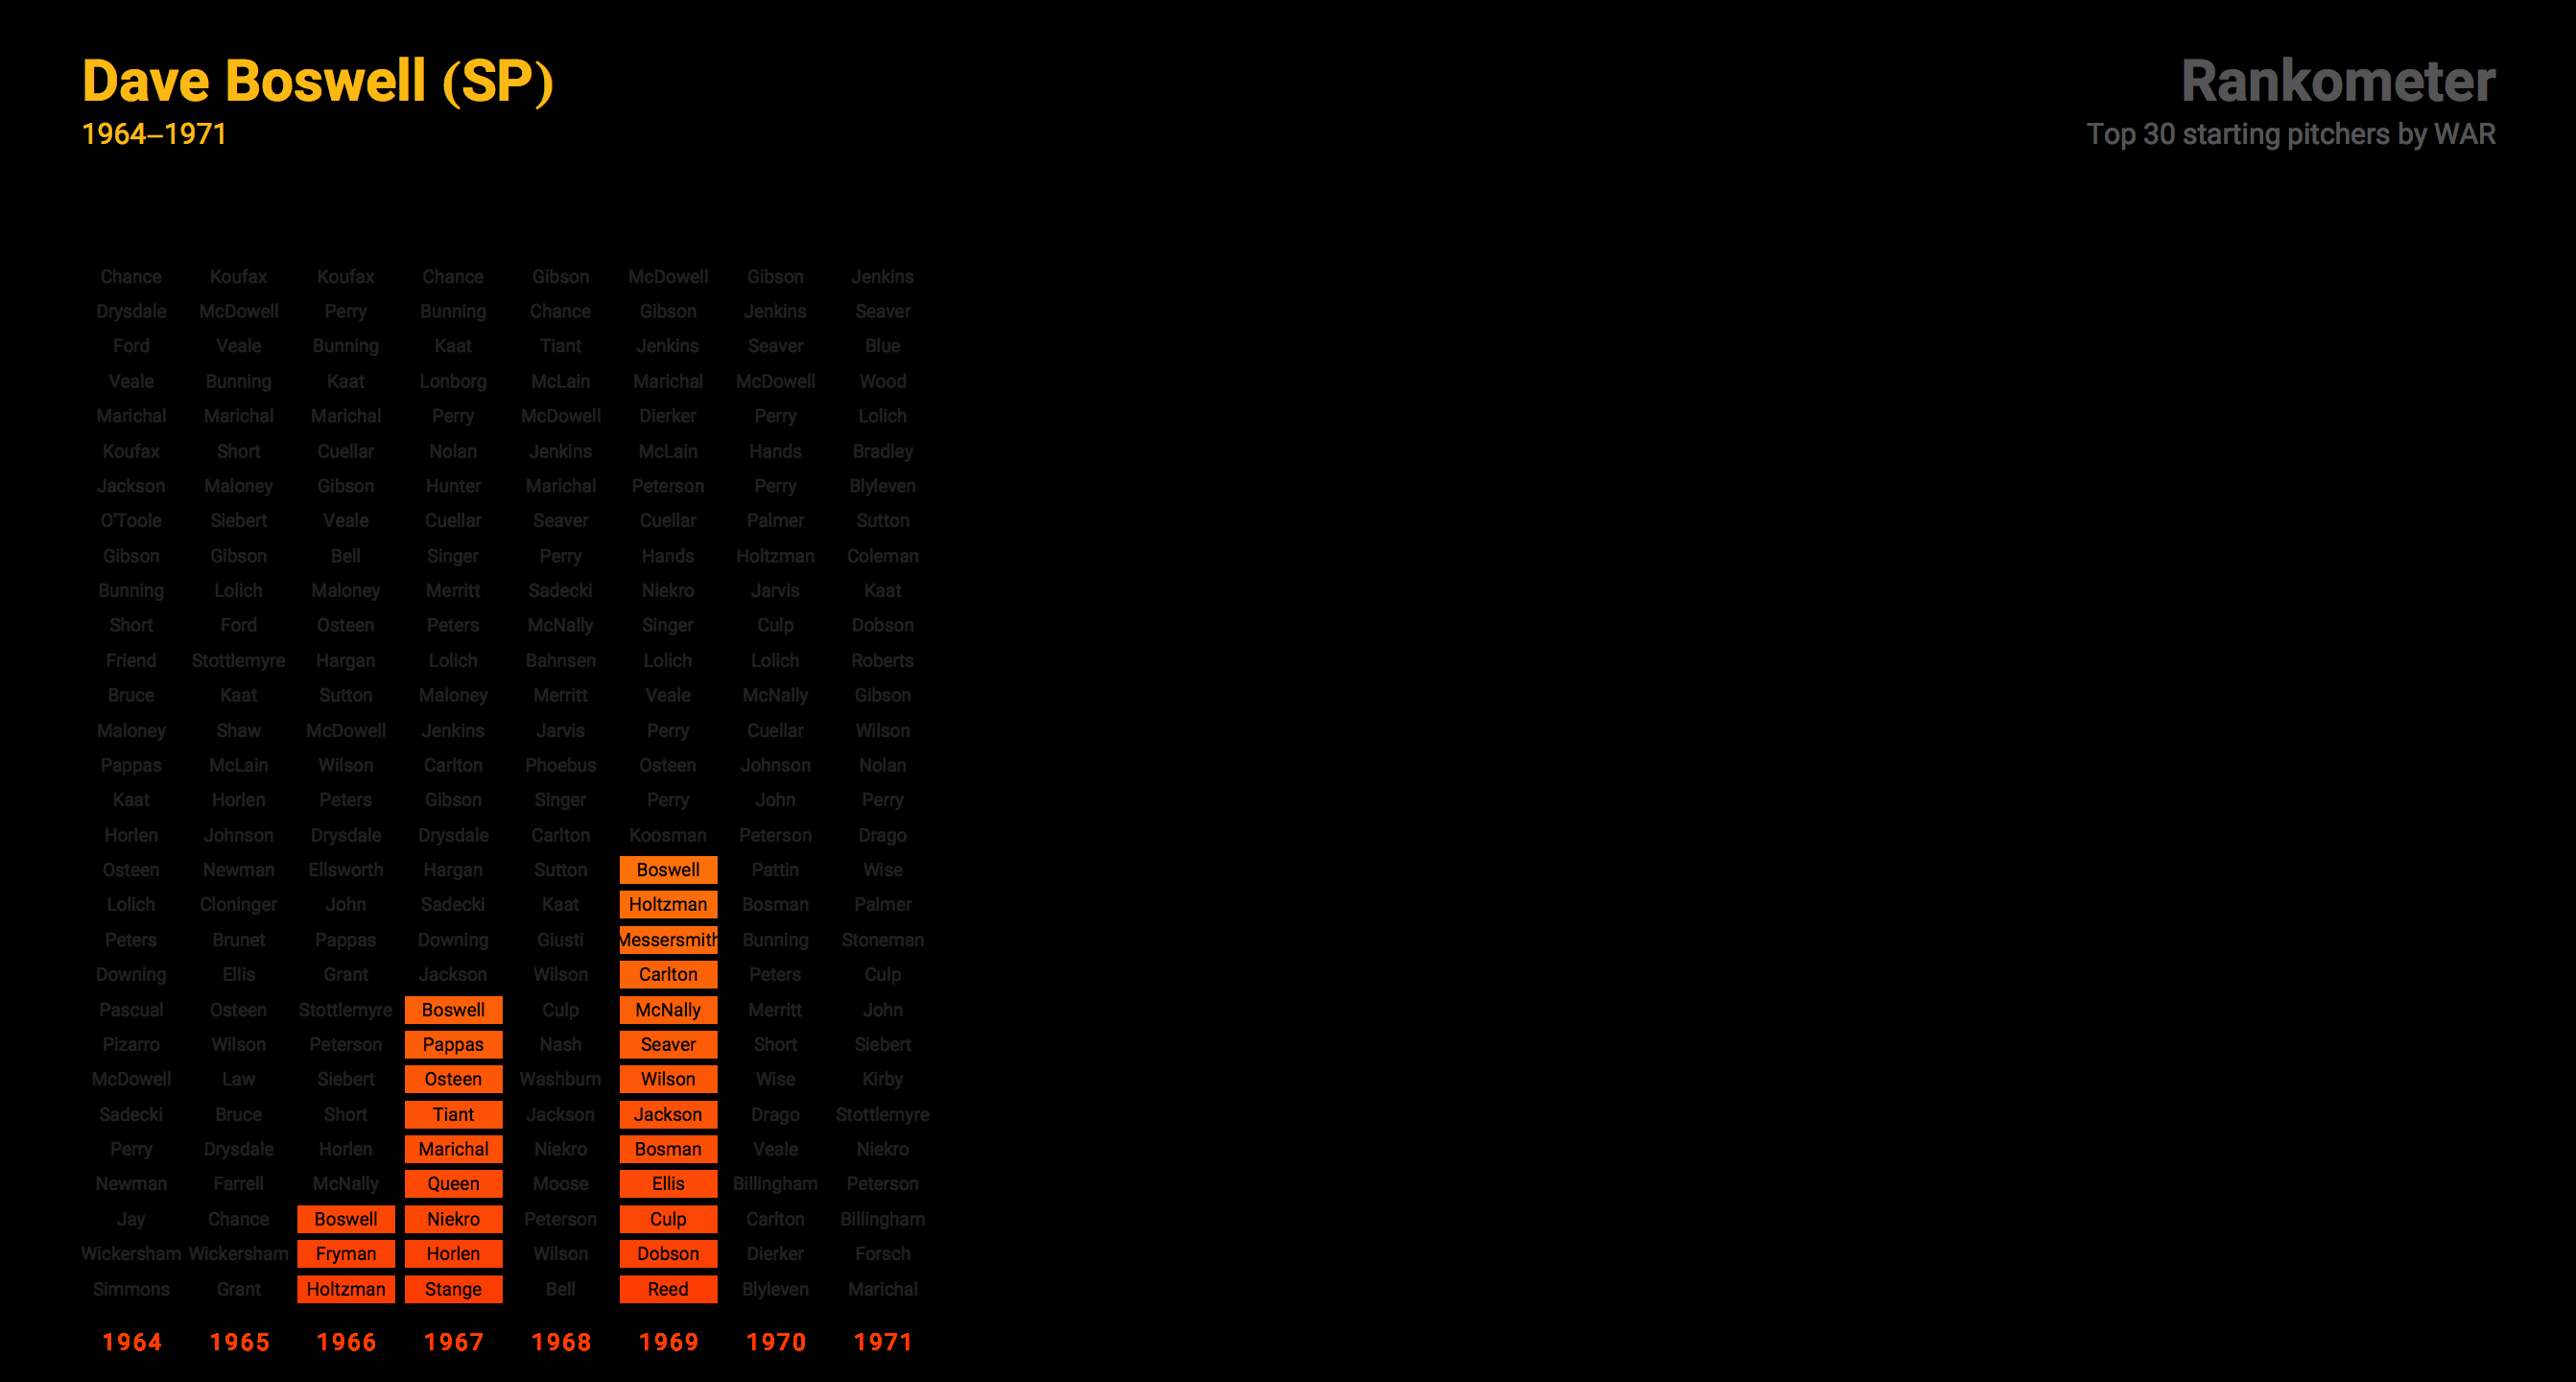 Dave Boswell (SP)
1964–1971
Rankometer
Top 30 starting pitchers by WAR
Chance Koufax Koufax Chance Gibson McDowell Gibson Jenkins
Drysdale McDowell Perry Bunning Chance Gibson Jenkins Seaver
Ford Veale Bunning Kaat Tiant Jenkins Seaver Blue
Veale Bunning Kaat Lonborg McLain Marichal McDowell Wood
Marichal Marichal Marichal Perry McDowell Dierker Perry Lolich
Koufax Short Cuellar Nolan Jenkins McLain Hands Bradley
Jackson Maloney Gibson Hunter Marichal Peterson Perry Blyleven
O'Toole Siebert Veale Cuellar Seaver Cuellar Palmer Sutton
Gibson Gibson Bell Singer Perry Hands Holtzman Coleman
Bunning Lolich Maloney Merritt Sadecki Niekro Jarvis Kaat
Short Ford Osteen Peters McNally Singer Culp Dobson
Friend Stottlemyre Hargan Lolich Bahnsen Lolich Lolich Roberts
Bruce Kaat Sutton Maloney Merritt Veale McNally Gibson
Maloney Shaw McDowell Jenkins Jarvis Perry Cuellar Wilson
Pappas McLain Wilson Carlton Phoebus Osteen Johnson Nolan
Kaat Horlen Peters Gibson Singer Perry John Perry
Horlen Johnson Drysdale Drysdale Carlton Koosman Peterson Drago
Osteen Newman Ellsworth Hargan Sutton Boswell Pattin Wise
Lolich Cloninger John Sadecki Kaat Holtzman Bosman Palmer
Peters Brunet Pappas Downing Giusti Messersmith Bunning Stoneman
Downing Ellis Grant Jackson Wilson Carlton Peters Culp
Pascual Osteen Stottlemyre Boswell Culp McNally Merritt John
Pizarro Wilson Peterson Pappas Nash Seaver Short Siebert
McDowell Law Siebert Osteen Washburn Wilson Wise Kirby
Sadecki Bruce Short Tiant Jackson Jackson Drago Stottlemyre
Perry Drysdale Horlen Marichal Niekro Bosman Veale Niekro
Newman Farrell McNally Queen Moose Ellis Billingham Peterson
Jay Chance Boswell Niekro Peterson Culp Carlton Billingham
Wickersham Wickersham Fryman Horlen Wilson Dobson Dierker Forsch
Simmons Grant Holtzman Stange Bell Reed Blyleven Marichal
1964 1965 1966 1967 1968 1969 1970 1971